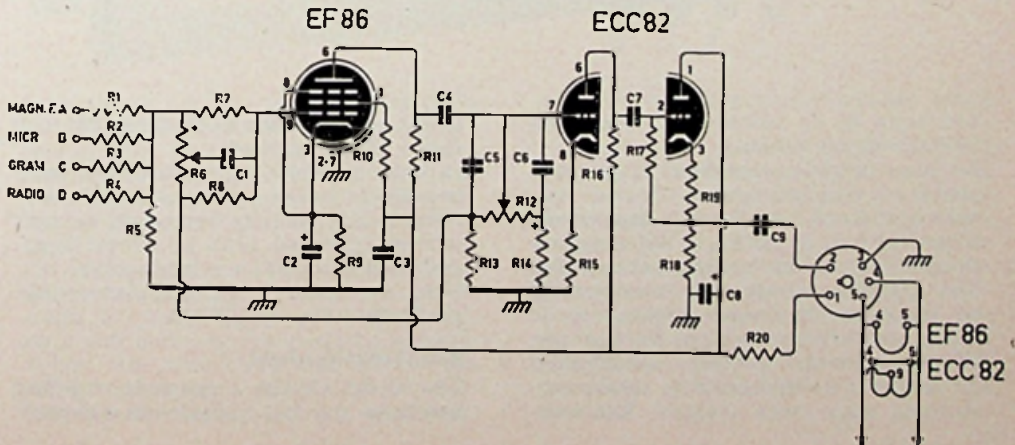 EF86
ECC82
6
8
1
9
3
2-7
MAGN. F.A
R1
MICR B
R2
GRAM C
R3
RADIO D
R4
R5
R6
+
R7
C1
R8
R10
R11
C4
C2
+
R9
C3
C5
C6
R12
R13
R14
+
R15
6
7
8
R16
C7
R17
1
2
3
R19
R18
C8
+
C9
R20
2
3
4
1
5
4
5
EF86
4
5
9
ECC82